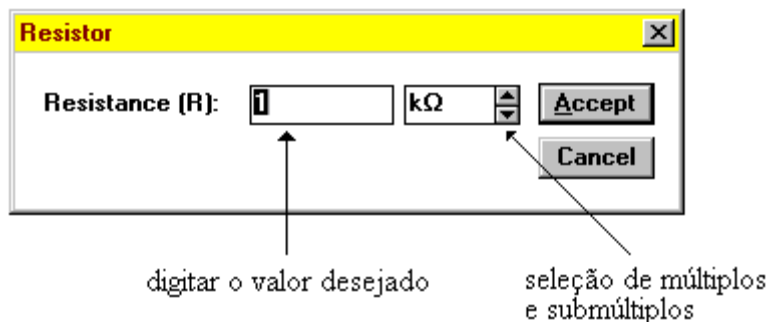 Resistor
Resistance (R): 1 kΩ Accept
Cancel
digitar o valor desejado
seleção de múltiplos
e submúltiplos